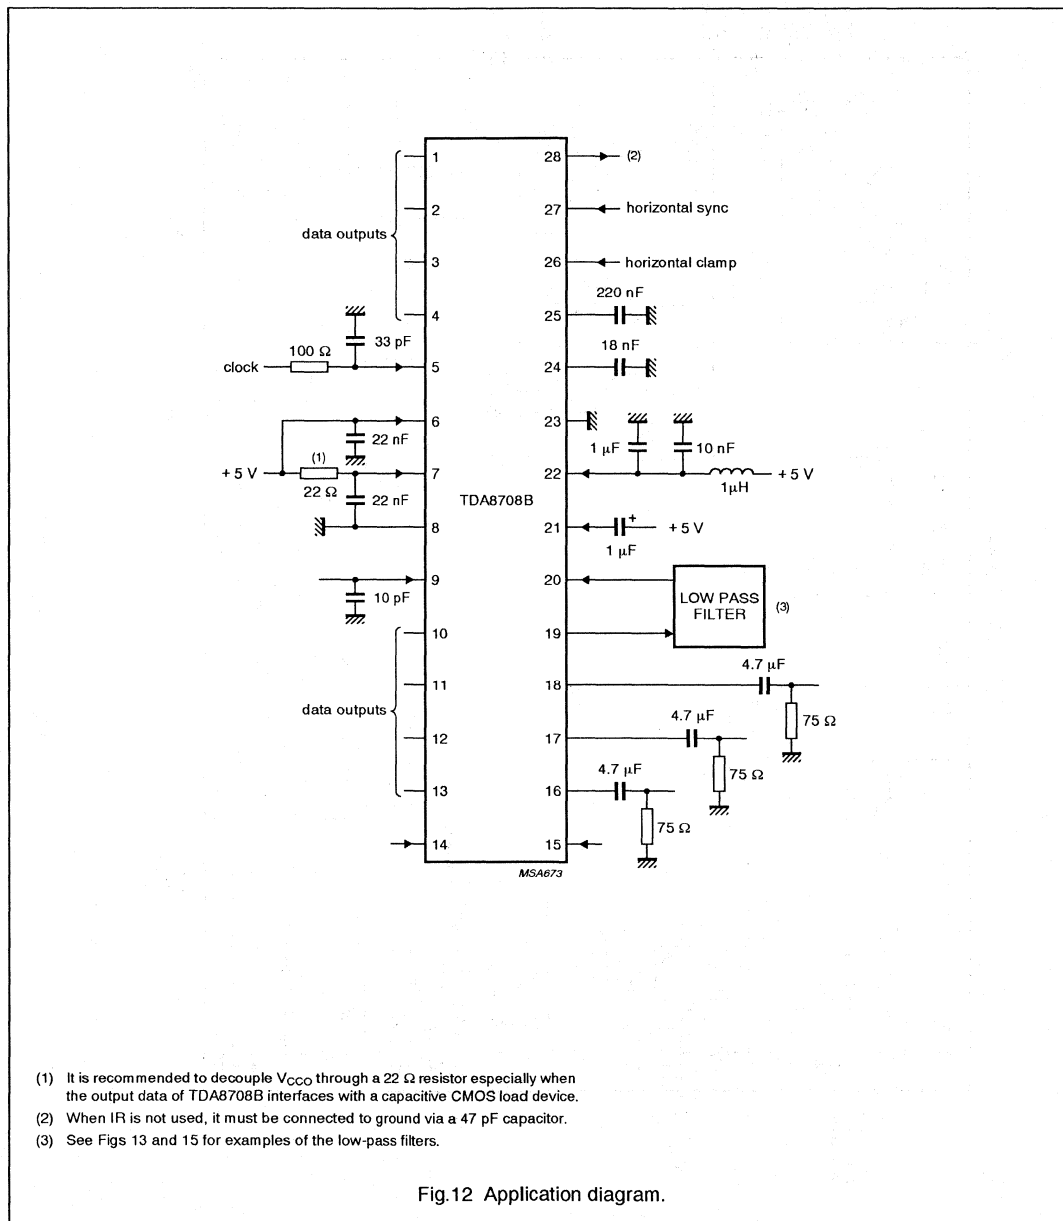 1
28
(2)
2
27
horizontal sync
data outputs
3
26
horizontal clamp
220 nF
4
25
33 pF
18 nF
100 Ω
clock
5
24
6
23
22 nF
1 μF
10 nF
(1)
+ 5 V
7
22
+ 5 V
22 Ω
1μH
22 nF
TDA8708B
+
8
21
+ 5 V
1 μF
9
20
10 pF
LOW PASS
FILTER
(3)
10
19
4.7 μF
11
18
data outputs
4.7 μF
75 Ω
12
17
4.7 μF
75 Ω
13
16
75 Ω
14
15
MSA673
(1) It is recommended to decouple VCCO through a 22 Ω resistor especially when
the output data of TDA8708B interfaces with a capacitive CMOS load device.
(2) When IR is not used, it must be connected to ground via a 47 pF capacitor.
(3) See Figs 13 and 15 for examples of the low-pass filters.
Fig.12 Application diagram.